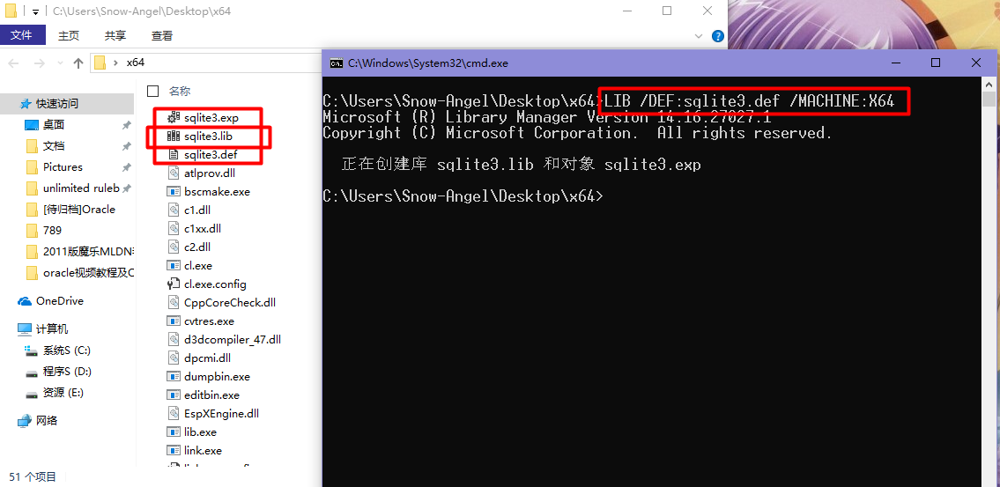 C:\Users\Snow-Angel\Desktop\x64
文件 主页 共享 查看
x64
快速访问
桌面
文档
Pictures
unlimited ruleb
[待归档]Oracle
789
2011版魔乐MLDN
oracle视频教程及C
OneDrive
计算机
系统S (C:)
程序S (D:)
资源 (E:)
网络
51 个项目
名称
sqlite3.exp
sqlite3.lib
sqlite3.def
atlprov.dll
bscmake.exe
c1.dll
c1xx.dll
c2.dll
cl.exe
cl.exe.config
CppCoreCheck.dll
cvtres.exe
d3dcompiler_47.dll
dpcmi.dll
dumpbin.exe
editbin.exe
EspXEngine.dll
lib.exe
link.exe
C:\Windows\System32\cmd.exe
C:\Users\Snow-Angel\Desktop\x64>LIB /DEF:sqlite3.def /MACHINE:X64
Microsoft (R) Library Manager Version 14.16.27027.1
Copyright (C) Microsoft Corporation.  All rights reserved.
正在创建库 sqlite3.lib 和对象 sqlite3.exp
C:\Users\Snow-Angel\Desktop\x64>